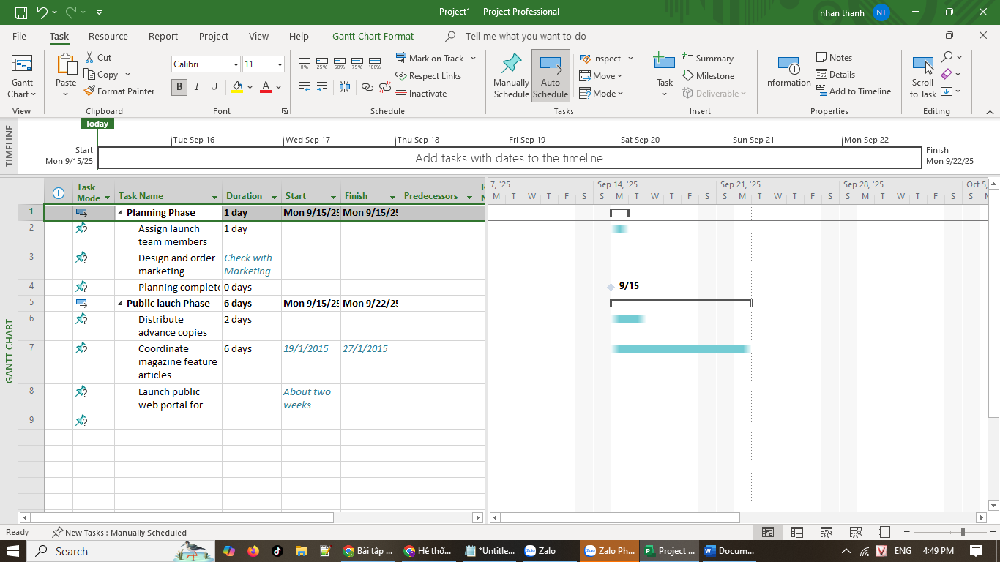 Project1 - Project Professional
nhan thanh
NT
File
Task
Resource
Report
Project
View
Help
Gantt Chart Format
Tell me what you want to do
Gantt
Chart
View
Paste
Cut
Copy
Format Painter
Clipboard
Calibri
11
B
I
U
A
Font
0%
25%
50%
75%
100%
Mark on Track
Respect Links
Inactivate
Schedule
Manually
Schedule
Auto
Schedule
Inspect
Move
Mode
Tasks
Task
Summary
Milestone
Deliverable
Insert
Information
Notes
Details
Add to Timeline
Properties
Scroll
to Task
Editing
TIMELINE
Today
Tue Sep 16
Wed Sep 17
Thu Sep 18
Fri Sep 19
Sat Sep 20
Sun Sep 21
Mon Sep 22
Start
Mon 9/15/25
Add tasks with dates to the timeline
Finish
Mon 9/22/25
GANTT CHART
Task
Mode
Task Name
Duration
Start
Finish
Predecessors
7, '25
Sep 14, '25
Sep 21, '25
Sep 28, '25
Oct 5,
M T W T F S S M T W T F S S M T W T F S S M T W T F S S
1 Planning Phase 1 day Mon 9/15/25 Mon 9/15/25
2 Assign launch 1 day
team members
3 Design and order Check with
marketing Marketing
4 Planning complete 0 days
9/15
5 Public lauch Phase 6 days Mon 9/15/25 Mon 9/22/25
6 Distribute 2 days
advance copies
7 Coordinate 6 days 19/1/2015 27/1/2015
magazine feature
articles
8 Launch public About two
web portal for weeks
9
Ready
New Tasks : Manually Scheduled
Search
Bài tập ...
Hệ thố...
*Untitle...
Zalo
Zalo Ph...
Project ...
Docum...
V
ENG
4:49 PM